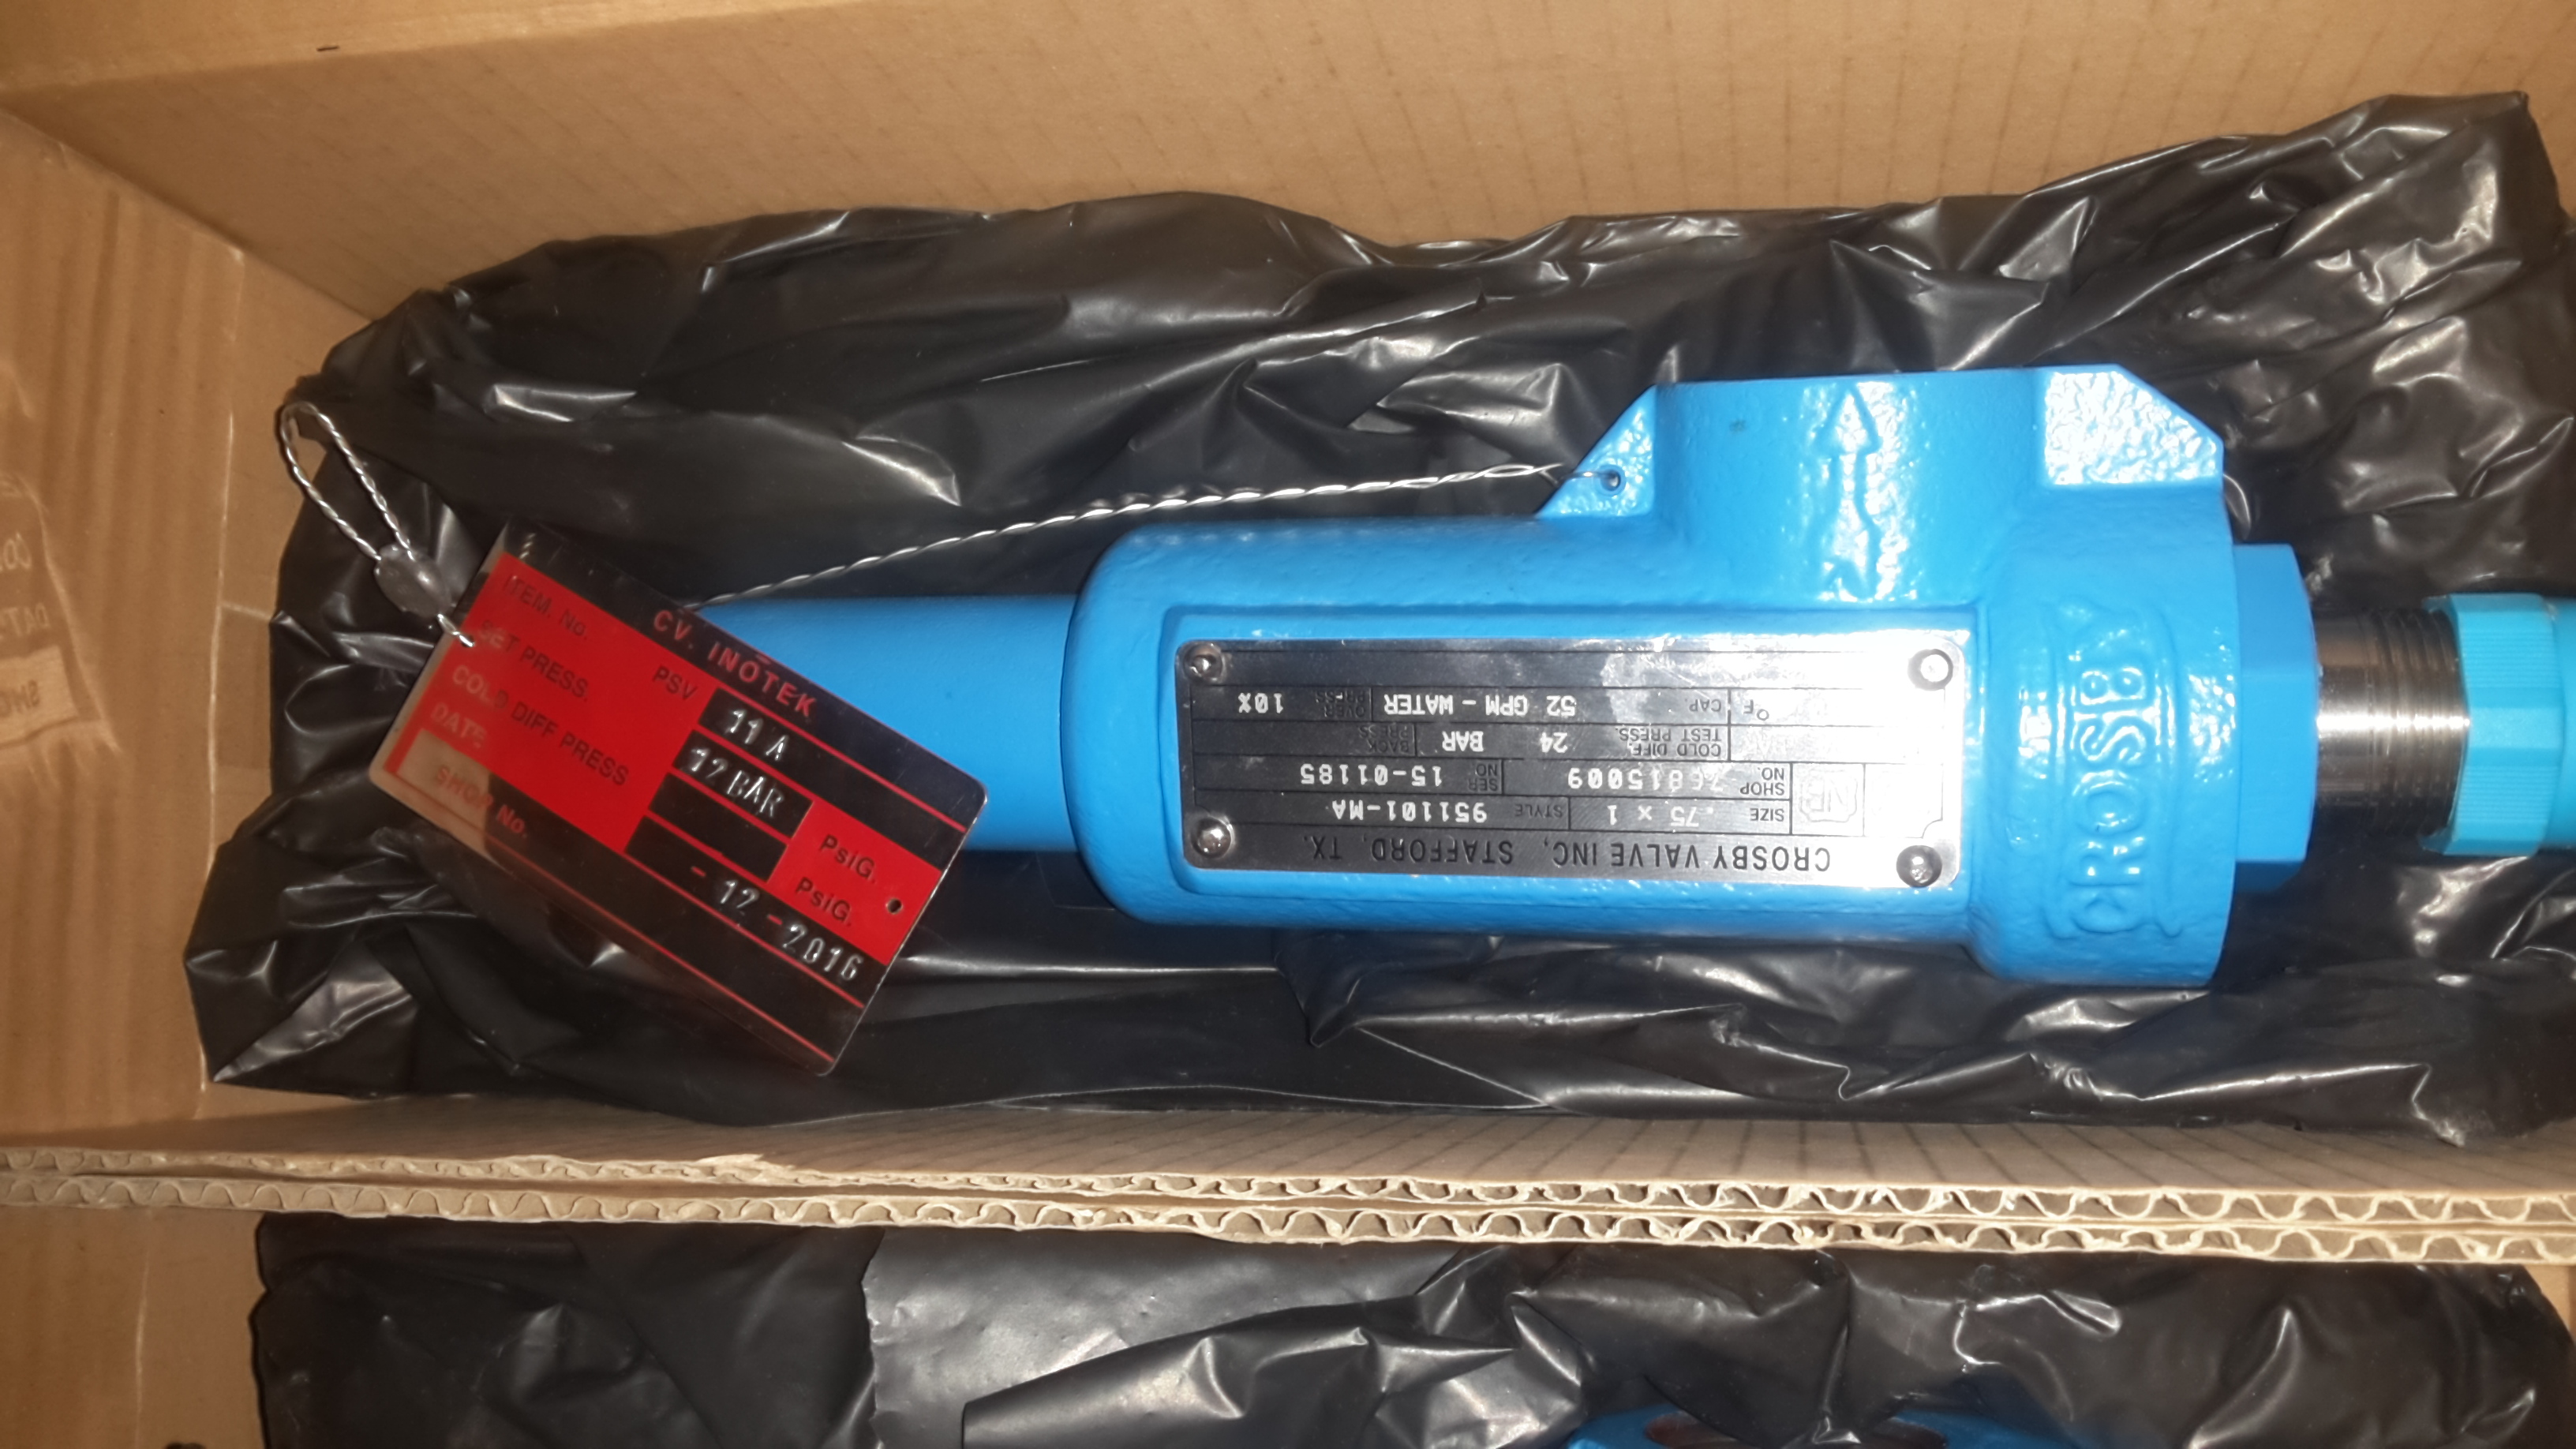 CV. INOTEK
ITEM. No. PSV 11 A
SET PRESS. 12 BAR PsiG.
COLD DIFF PRESS PsiG.
DATE - 12 - 2016
SHOP No.
CROSBY VALVE INC, STAFFORD, TX.
SIZE .75 x 1 STYLE 951101-MA
NB SHOP NO. SER NO 15-01185
COLD DIFF. TEST PRESS. 24 BAR BACK PRESS
°F CAP. 52 GPM - WATER OVER PRESS 10%
CROSBY